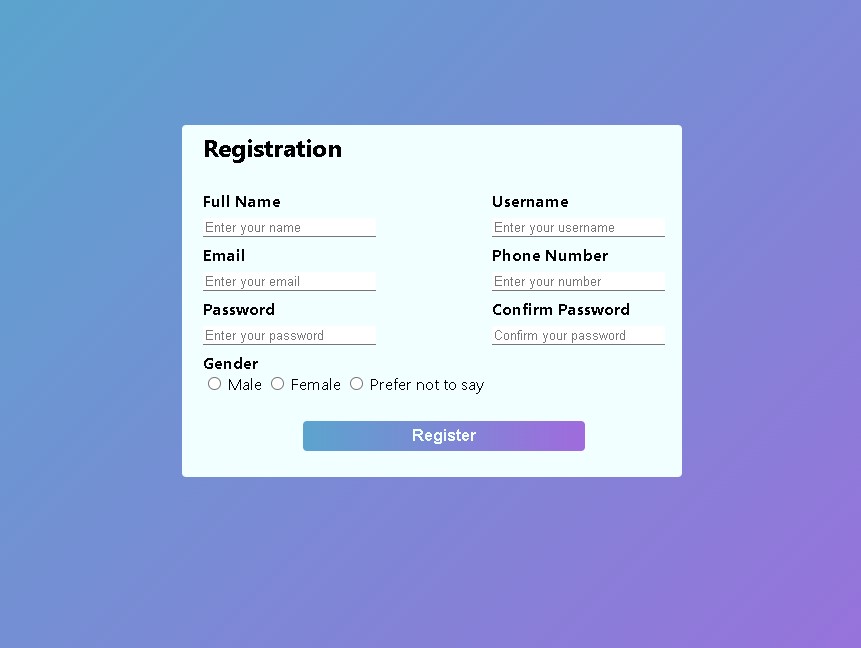 Registration
Full Name Username
Enter your name Enter your username
Email Phone Number
Enter your email Enter your number
Password Confirm Password
Enter your password Confirm your password
Gender
Male Female Prefer not to say
Register